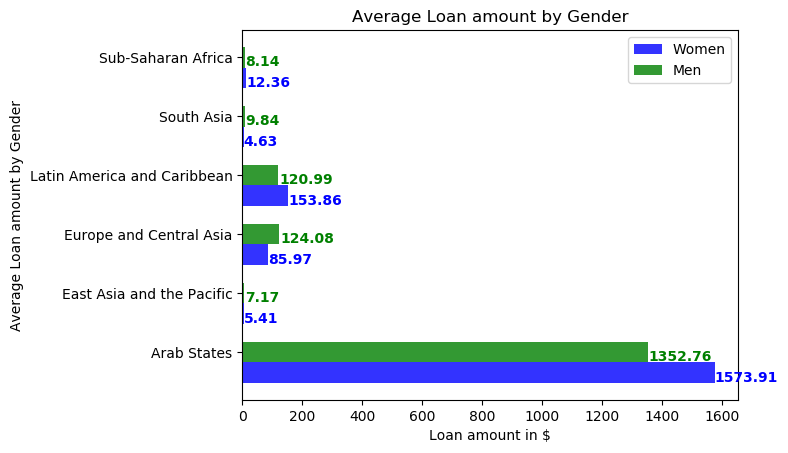 Average Loan amount by Gender
Women
Men
Sub-Saharan Africa
8.14
12.36
South Asia
9.84
4.63
Latin America and Caribbean
120.99
153.86
Europe and Central Asia
124.08
85.97
East Asia and the Pacific
7.17
5.41
Arab States
1352.76
1573.91
Average Loan amount by Gender
0 200 400 600 800 1000 1200 1400 1600
Loan amount in $